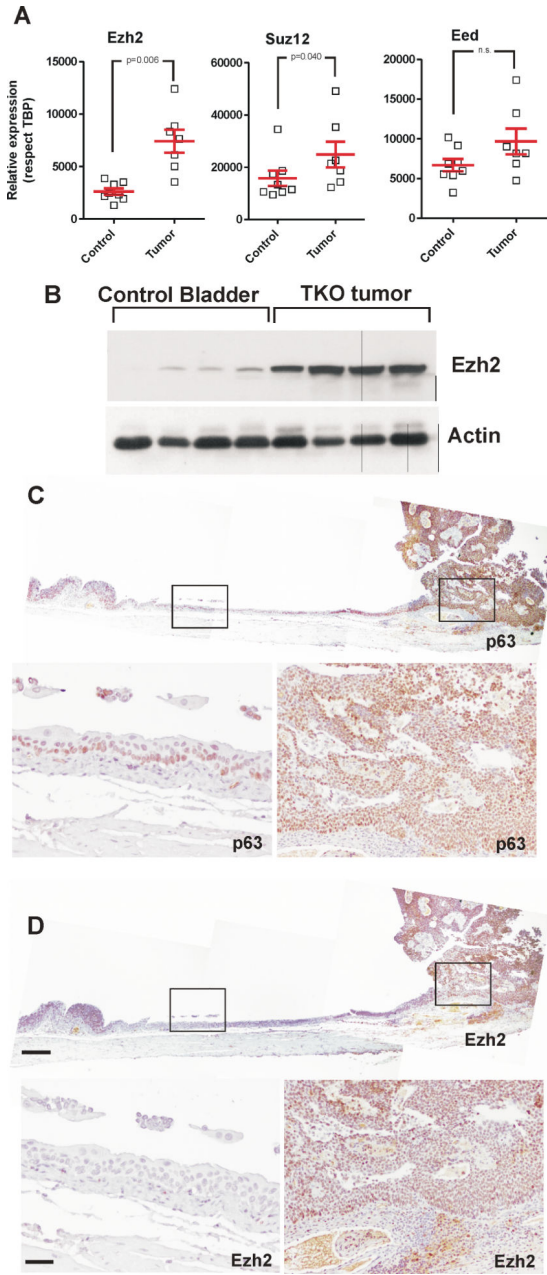 A
Ezh2
Suz12
Eed
p=0.006
p=0.040
n.s.
Relative expression
(respect TBP)
15000
10000
5000
0
60000
40000
20000
0
20000
15000
10000
5000
0
Control
Tumor
Control
Tumor
Control
Tumor
B
Control Bladder
TKO tumor
Ezh2
Actin
C
p63
p63
p63
D
Ezh2
Ezh2
Ezh2